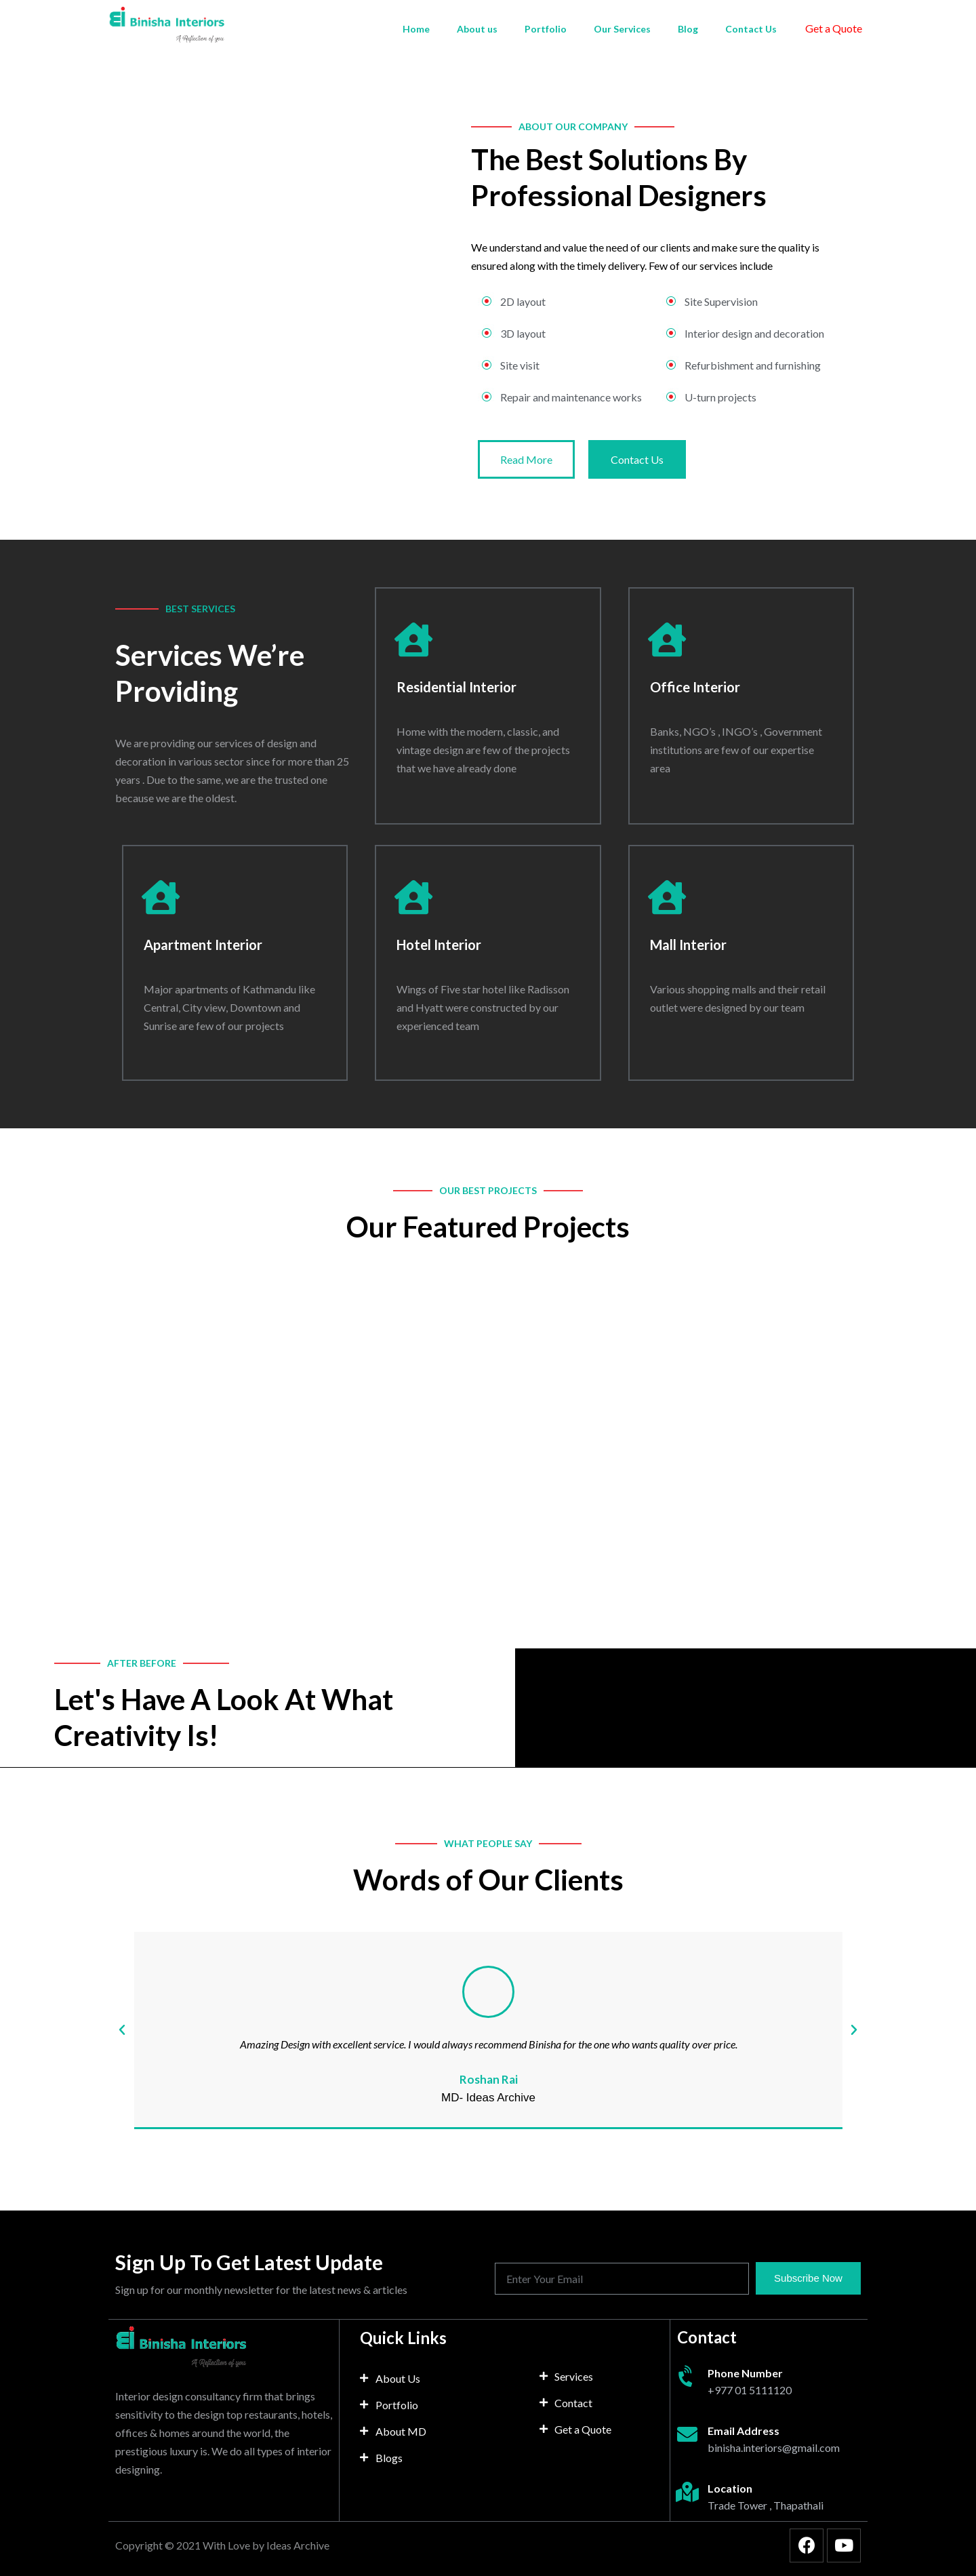 Binisha Interiors
A Reflection of you
Home
About us
Portfolio
Our Services
Blog
Contact Us
Get a Quote
ABOUT OUR COMPANY
The Best Solutions By
Professional Designers
We understand and value the need of our clients and make sure the quality is
ensured along with the timely delivery. Few of our services include
2D layout
3D layout
Site visit
Repair and maintenance works
Site Supervision
Interior design and decoration
Refurbishment and furnishing
U-turn projects
Read More
Contact Us
BEST SERVICES
Services We’re
Providing
We are providing our services of design and
decoration in various sector since for more than 25
years . Due to the same, we are the trusted one
because we are the oldest.
Residential Interior
Home with the modern, classic, and
vintage design are few of the projects
that we have already done
Office Interior
Banks, NGO’s , INGO’s , Government
institutions are few of our expertise
area
Apartment Interior
Major apartments of Kathmandu like
Central, City view, Downtown and
Sunrise are few of our projects
Hotel Interior
Wings of Five star hotel like Radisson
and Hyatt were constructed by our
experienced team
Mall Interior
Various shopping malls and their retail
outlet were designed by our team
OUR BEST PROJECTS
Our Featured Projects
AFTER BEFORE
Let's Have A Look At What
Creativity Is!
WHAT PEOPLE SAY
Words of Our Clients
Amazing Design with excellent service. I would always recommend Binisha for the one who wants quality over price.
Roshan Rai
MD- Ideas Archive
Sign Up To Get Latest Update
Sign up for our monthly newsletter for the latest news & articles
Enter Your Email
Subscribe Now
Binisha Interiors
A Reflection of you
Interior design consultancy firm that brings
sensitivity to the design top restaurants, hotels,
offices & homes around the world, the
prestigious luxury is. We do all types of interior
designing.
Quick Links
About Us
Portfolio
About MD
Blogs
Services
Contact
Get a Quote
Contact
Phone Number
+977 01 5111120
Email Address
binisha.interiors@gmail.com
Location
Trade Tower , Thapathali
Copyright © 2021 With Love by Ideas Archive